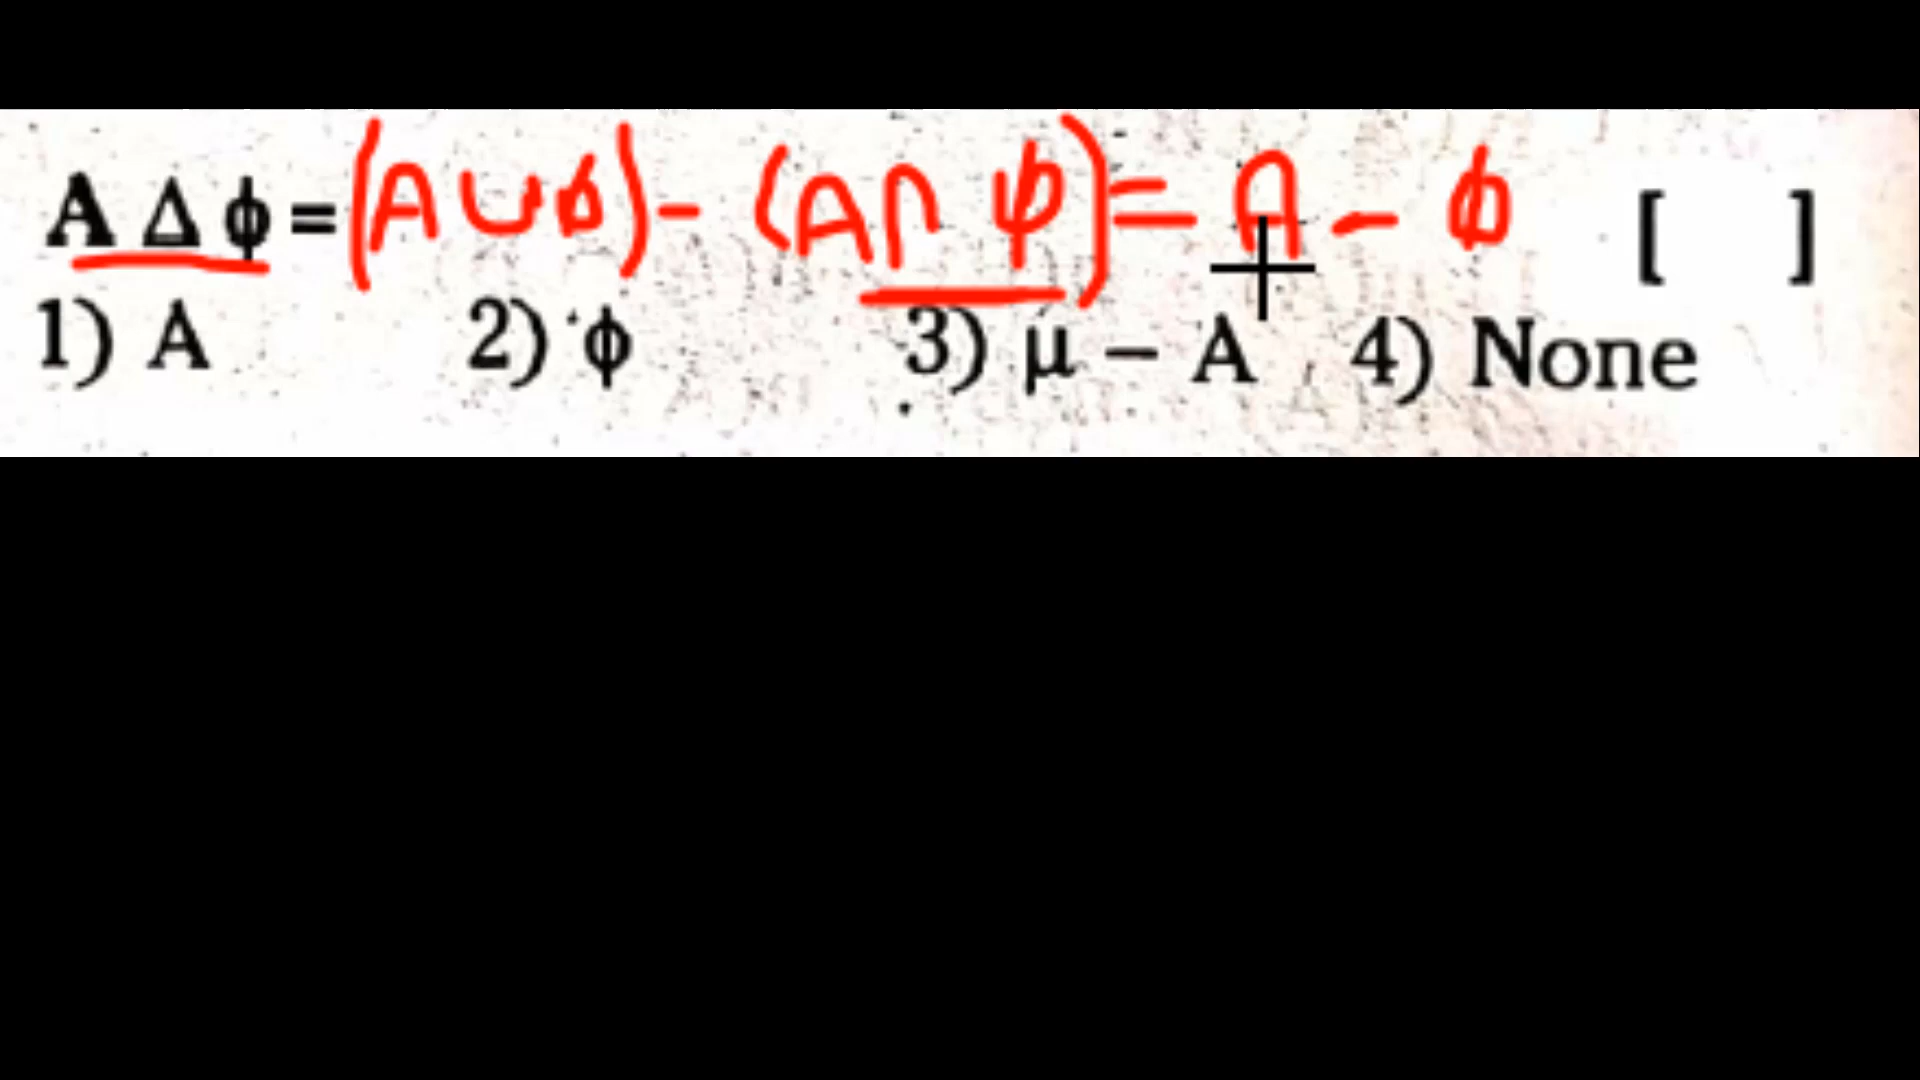 A Δ ϕ = (A ∪ ϕ) - (A ∩ ϕ) = A - ϕ [ ]
1) A 2) ϕ 3) μ – A 4) None